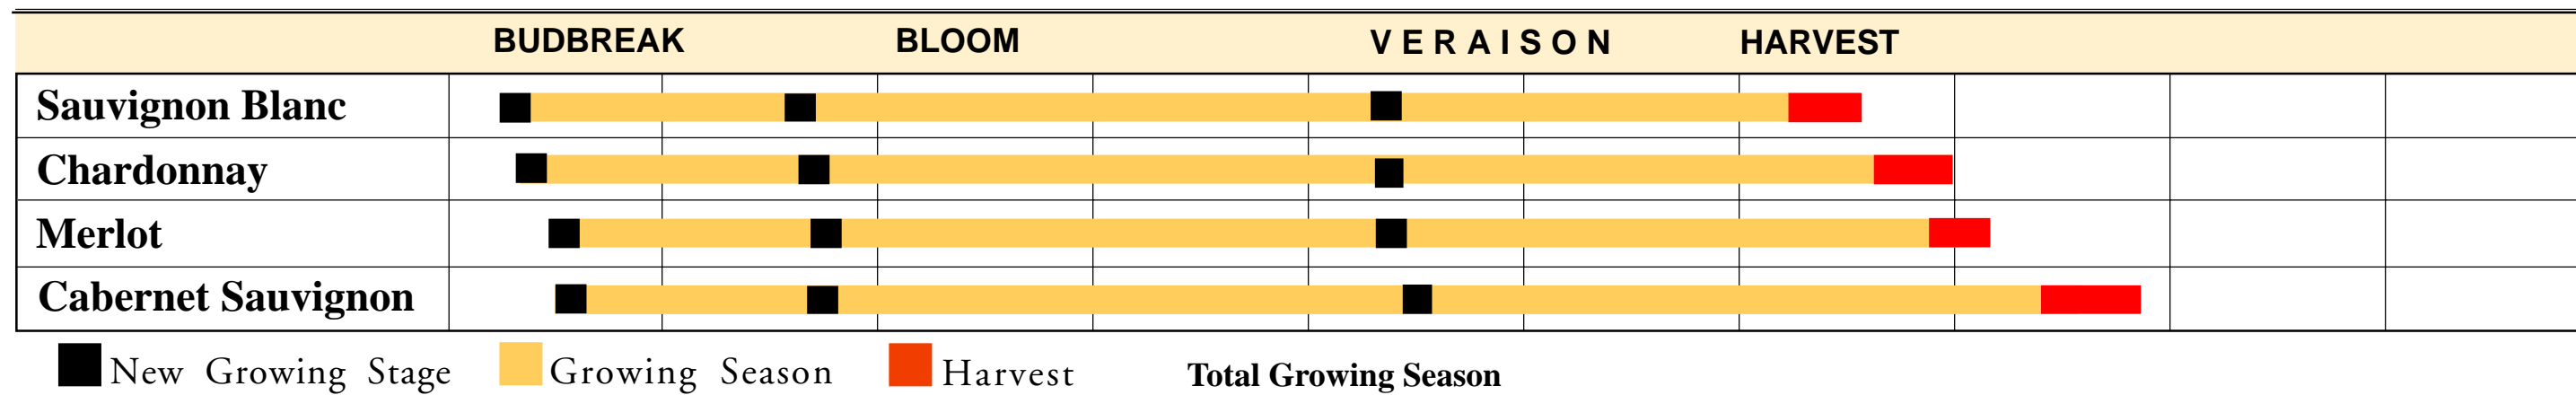 BUDBREAK BLOOM VERAISON HARVEST
Sauvignon Blanc
Chardonnay
Merlot
Cabernet Sauvignon
New Growing Stage Growing Season Harvest Total Growing Season